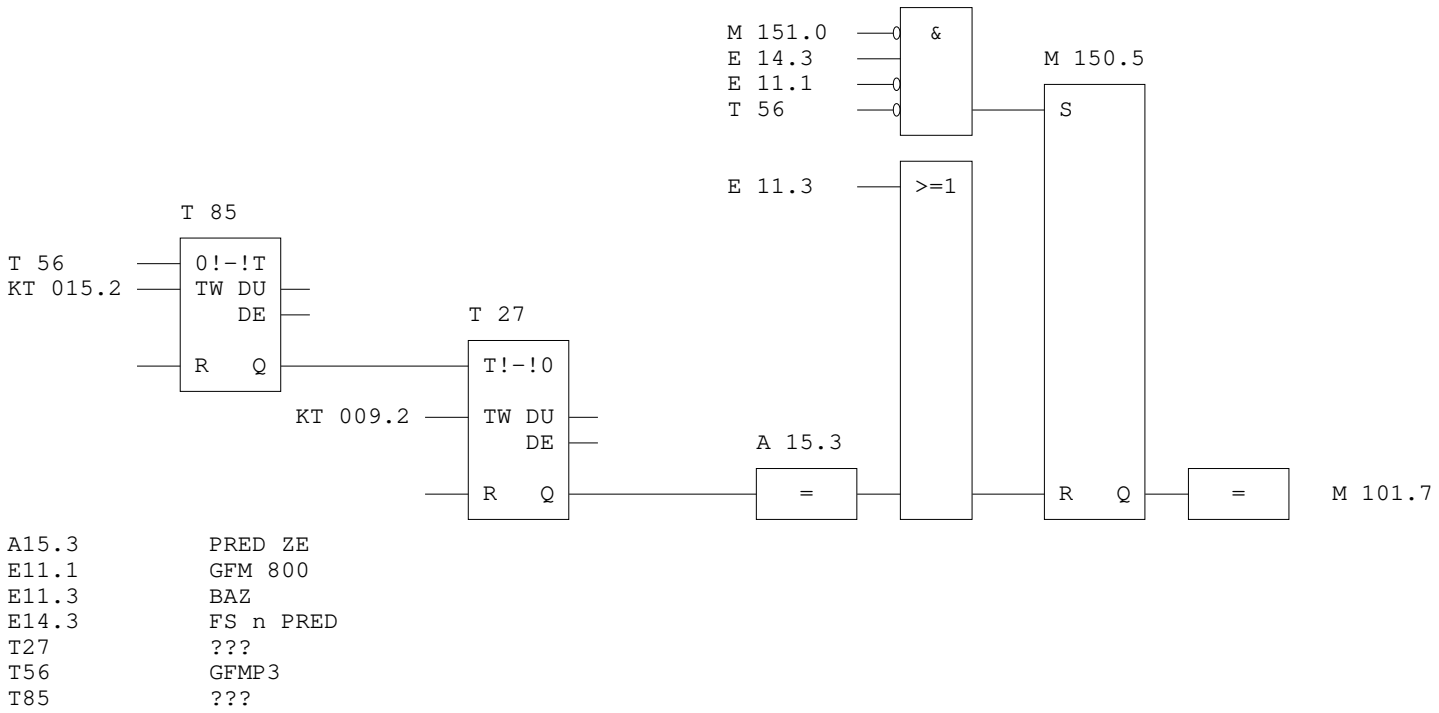 M 151.0 &
E 14.3 M 150.5
E 11.1
T 56 S
E 11.3 >=1
T 85
T 56 0!-!T
KT 015.2 TW DU
DE T 27
R Q T!-!0
KT 009.2 TW DU
DE A 15.3
R Q = R Q = M 101.7
A15.3 PRED ZE
E11.1 GFM 800
E11.3 BAZ
E14.3 FS n PRED
T27 ???
T56 GFMP3
T85 ???